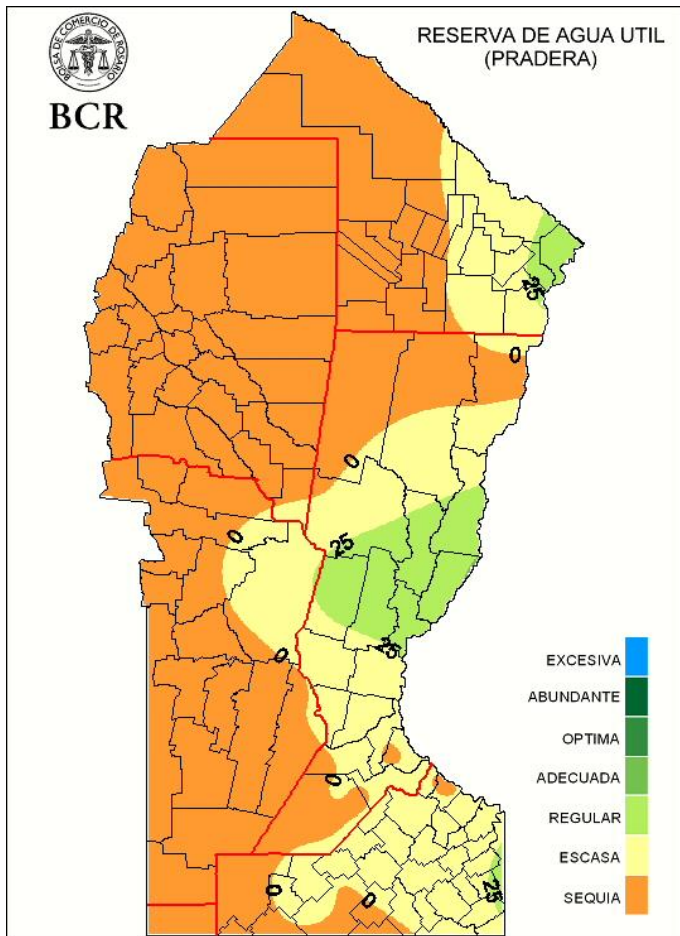 BOLSA DE COMERCIO DE ROSARIO
BCR
RESERVA DE AGUA UTIL
(PRADERA)
25
0
0
0
25
25
0
0
0
0
25
EXCESIVA
ABUNDANTE
OPTIMA
ADECUADA
REGULAR
ESCASA
SEQUIA